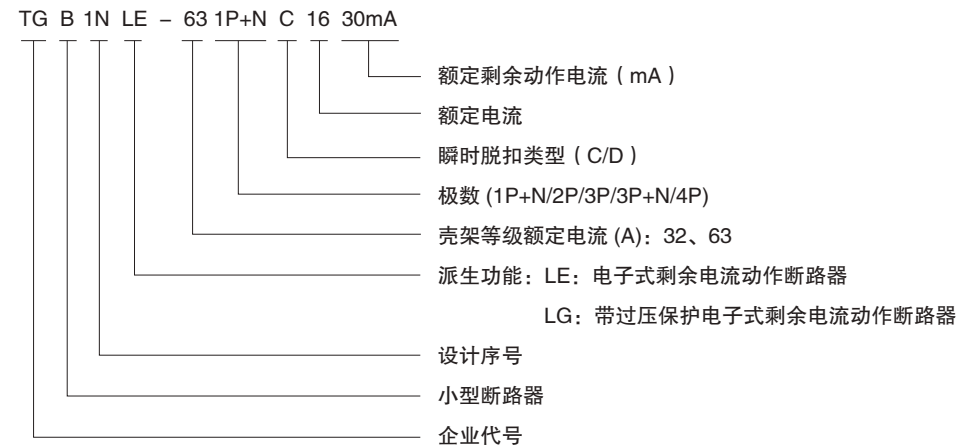 TG B 1N LE – 63 1P+N C 16 30mA
额定剩余动作电流（mA）
额定电流
瞬时脱扣类型（C/D）
极数 (1P+N/2P/3P/3P+N/4P)
壳架等级额定电流 (A)：32、63
派生功能：LE：电子式剩余电流动作断路器
LG：带过压保护电子式剩余电流动作断路器
设计序号
小型断路器
企业代号